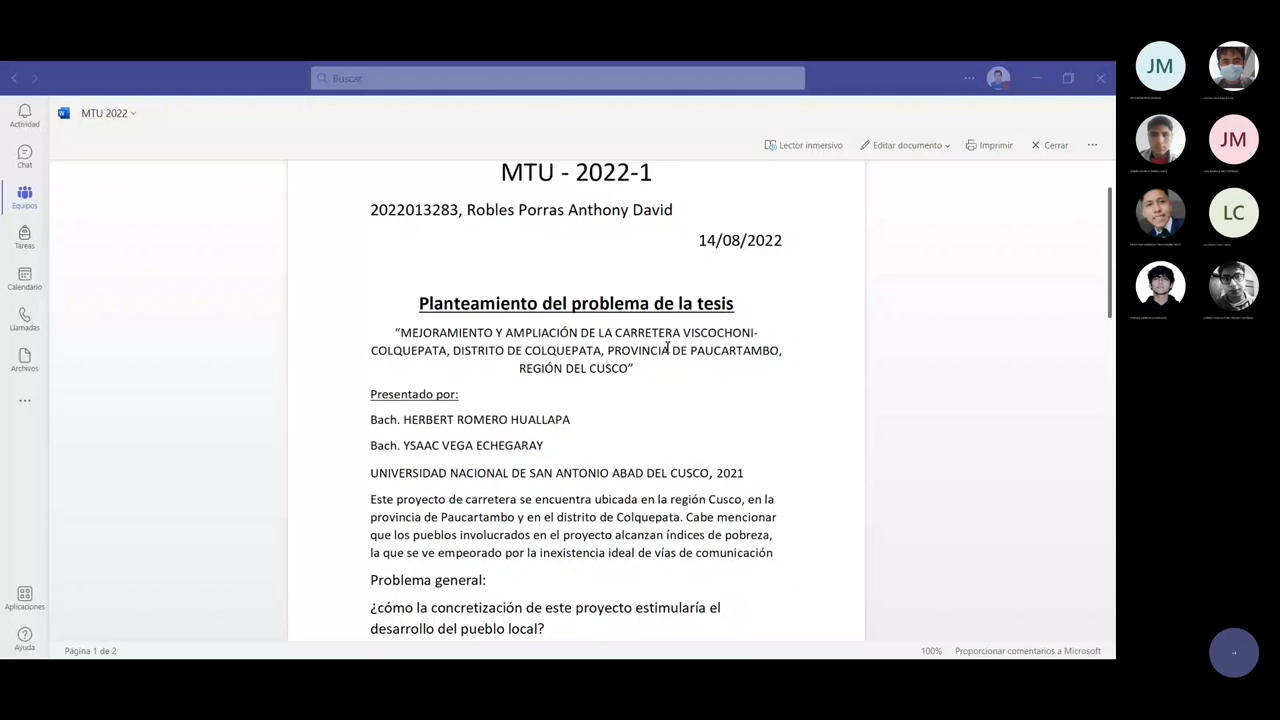 Buscar
MTU 2022
Lector inmersivo
Editar documento
Imprimir
Cerrar
Actividad
Chat
Equipos
Tareas
Calendario
Llamadas
Archivos
Aplicaciones
Ayuda
MTU - 2022-1
2022013283, Robles Porras Anthony David
14/08/2022
Planteamiento del problema de la tesis
“MEJORAMIENTO Y AMPLIACIÓN DE LA CARRETERA VISCOCHONI-
COLQUEPATA, DISTRITO DE COLQUEPATA, PROVINCIA DE PAUCARTAMBO,
REGIÓN DEL CUSCO”
Presentado por:
Bach. HERBERT ROMERO HUALLAPA
Bach. YSAAC VEGA ECHEGARAY
UNIVERSIDAD NACIONAL DE SAN ANTONIO ABAD DEL CUSCO, 2021
Este proyecto de carretera se encuentra ubicada en la región Cusco, en la
provincia de Paucartambo y en el distrito de Colquepata. Cabe mencionar
que los pueblos involucrados en el proyecto alcanzan índices de pobreza,
la que se ve empeorado por la inexistencia ideal de vías de comunicación
Problema general:
¿cómo la concretización de este proyecto estimularía el
desarrollo del pueblo local?
Página 1 de 2
100%
Proporcionar comentarios a Microsoft
JM
JM
LC